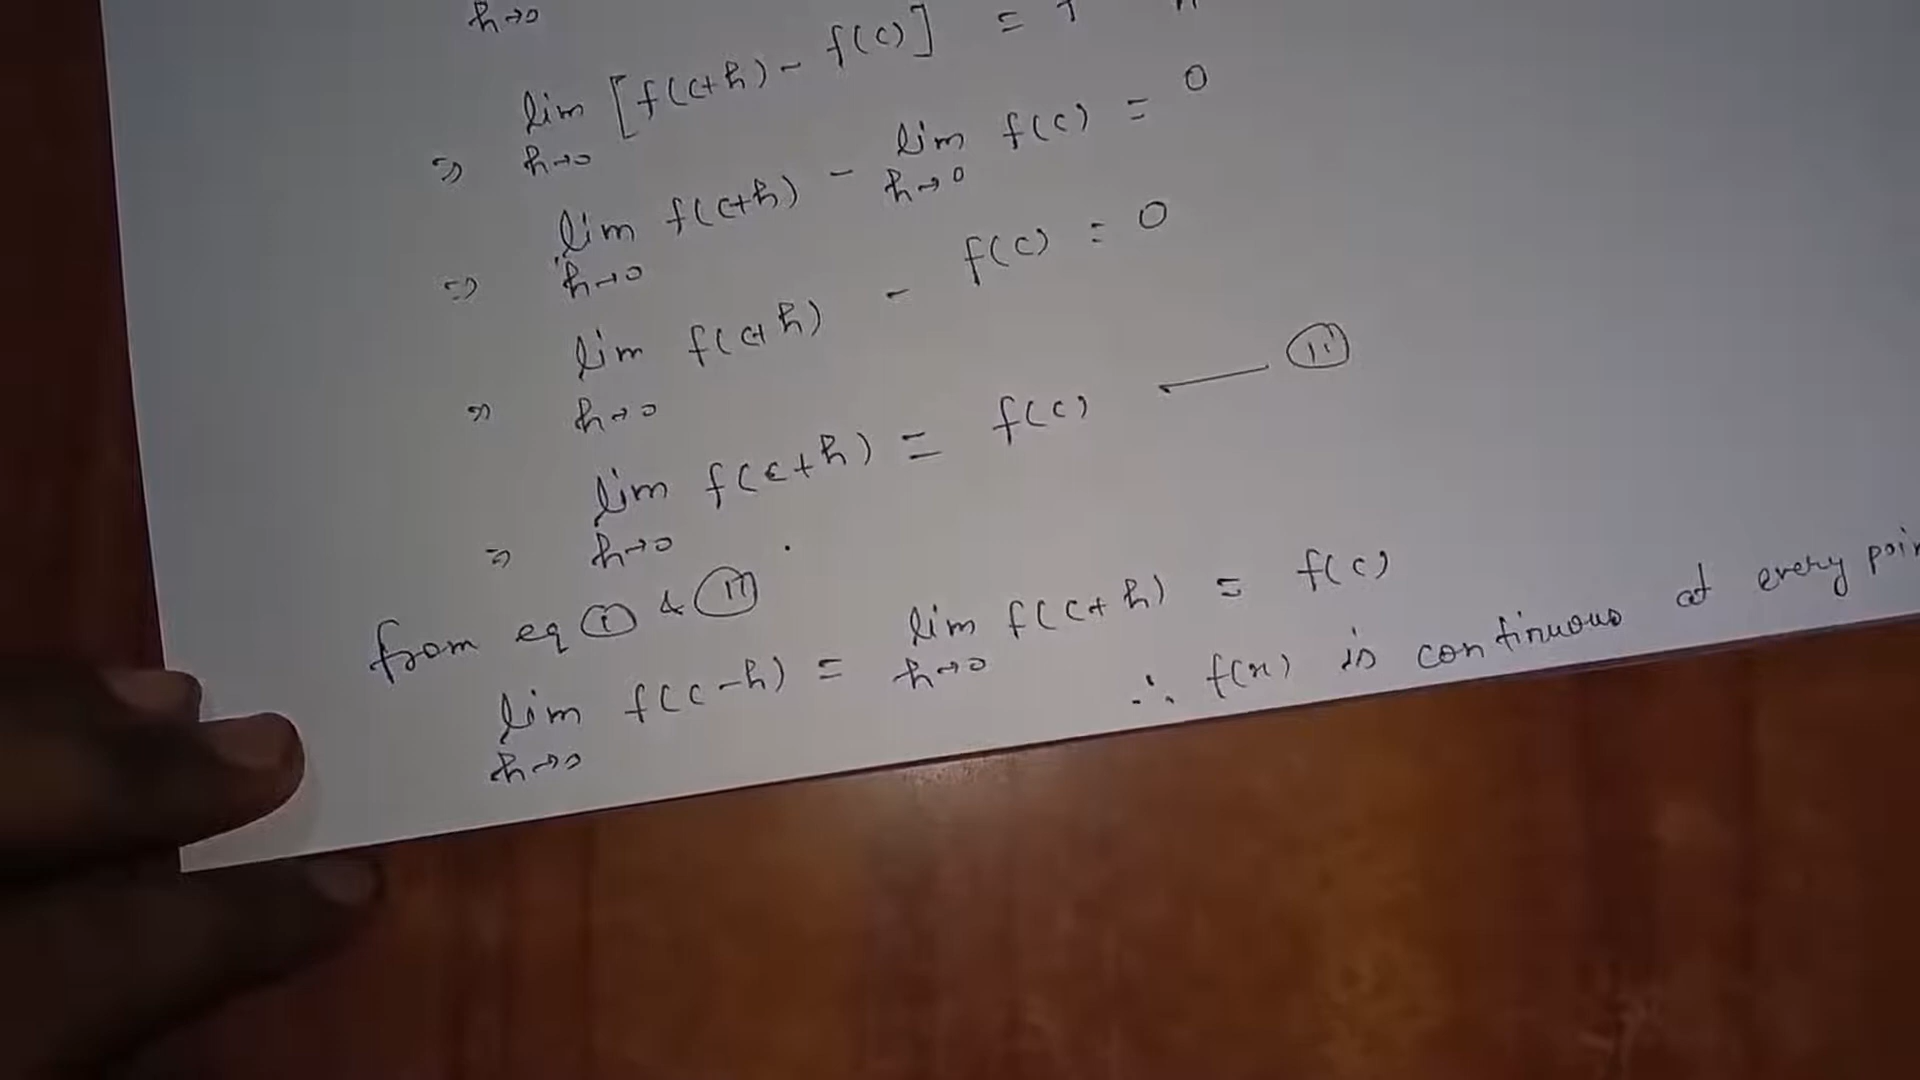 h→0
lim [f(c+h) - f(c)] =
⇒ h→0
lim f(c+h) - lim f(c) = 0
⇒ h→0 h→0
lim f(c+h) - f(c) = 0
⇒ h→0
lim f(c+h) = f(c) — (ii)
⇒ h→0
from eq (i) & (ii)
lim f(c-h) = lim f(c+h) = f(c)
h→0 h→0
∴ f(x) is continuous at every